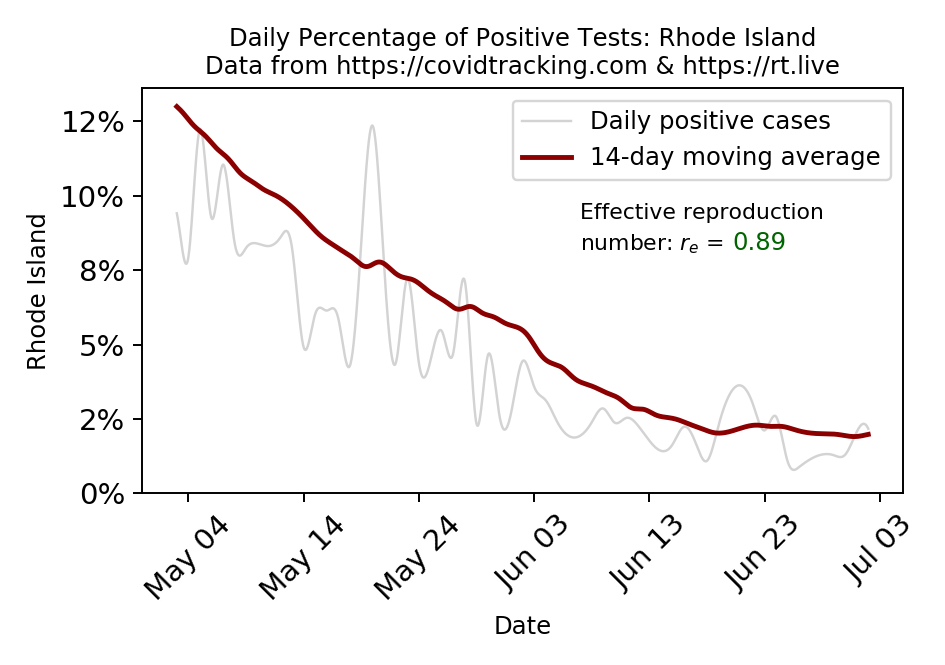 Daily Percentage of Positive Tests: Rhode Island
Data from https://covidtracking.com & https://rt.live
Daily positive cases
14-day moving average
Effective reproduction
number: rₑ = 0.89
Rhode Island
12%
10%
8%
5%
2%
0%
May 04
May 14
May 24
Jun 03
Jun 13
Jun 23
Jul 03
Date